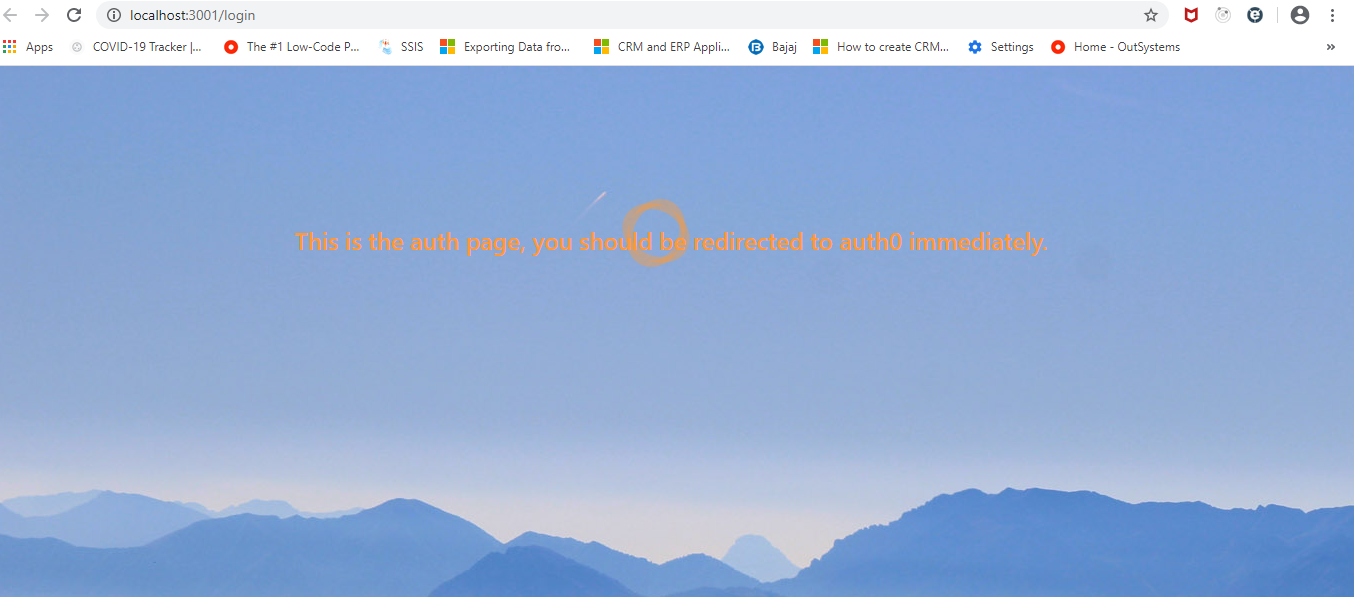 localhost:3001/login
Apps COVID-19 Tracker |... The #1 Low-Code P... SSIS Exporting Data fro... CRM and ERP Appli... B Bajaj How to create CRM... Settings Home - OutSystems »
This is the auth page, you should be redirected to auth0 immediately.